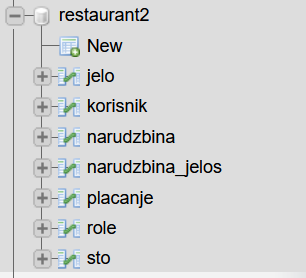 restaurant2
New
jelo
korisnik
narudzbina
narudzbina_jelos
placanje
role
sto